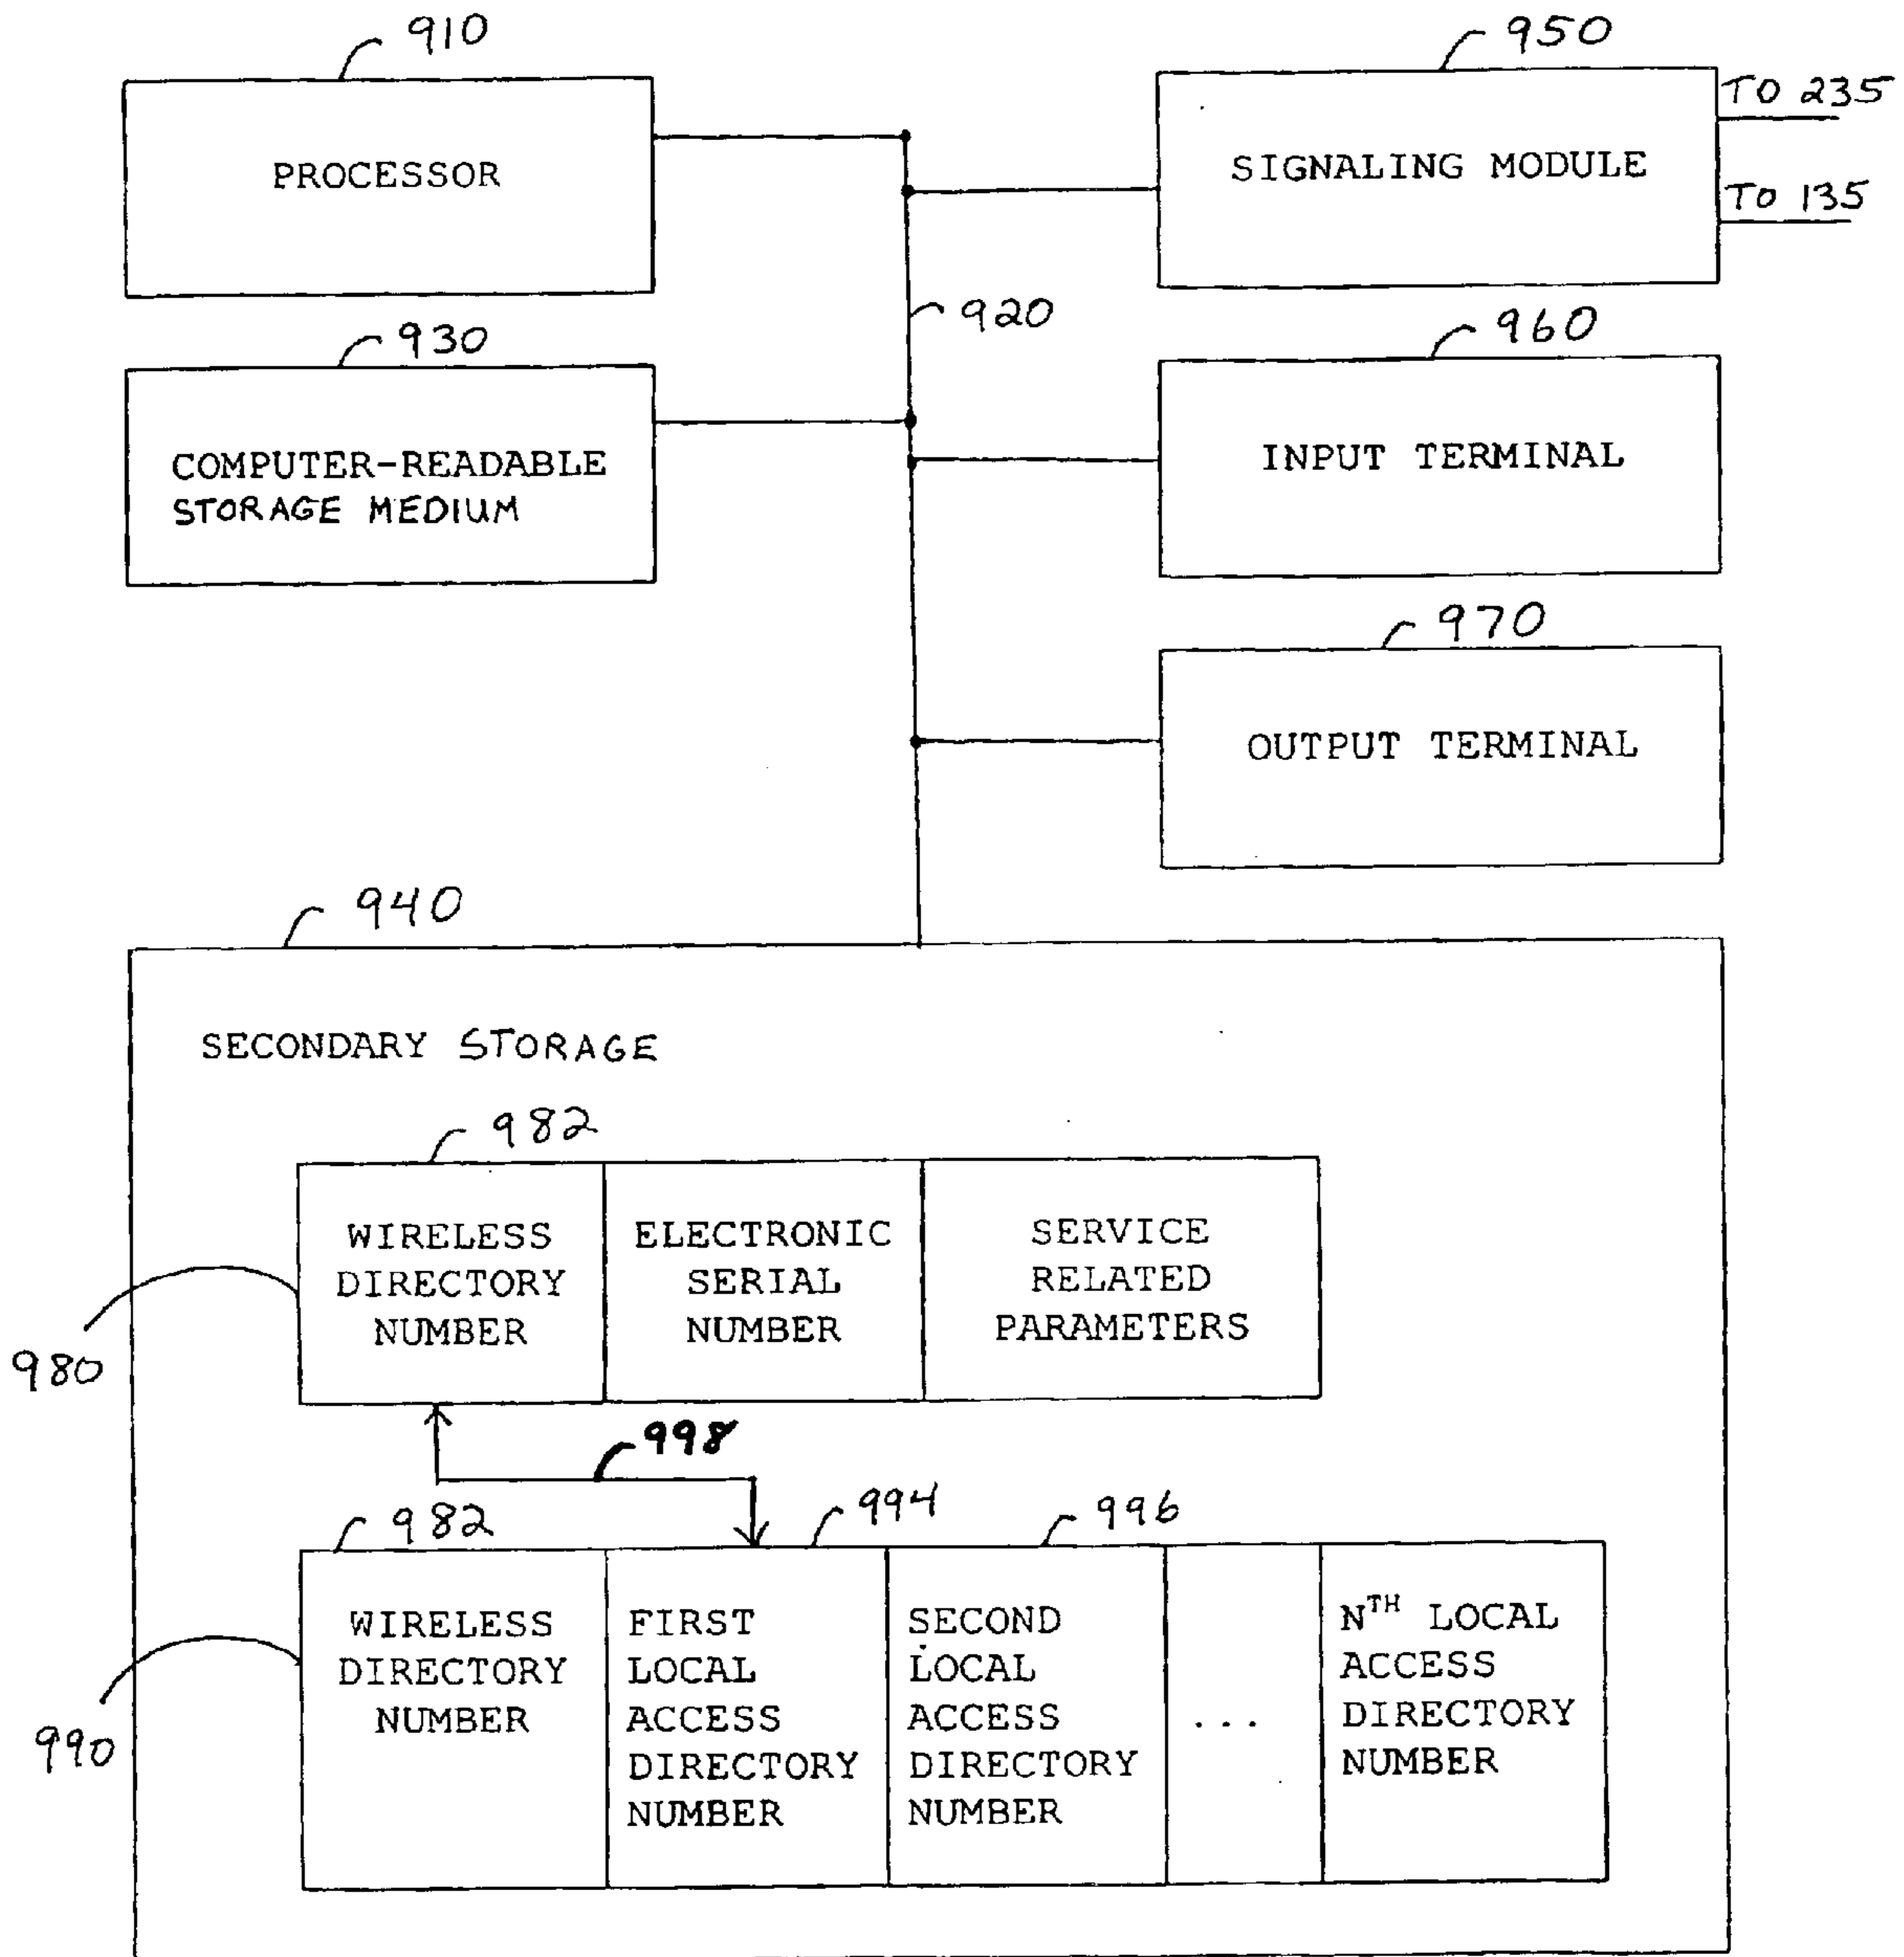 910
PROCESSOR
950
SIGNALING MODULE
TO 235
TO 135
920
930
COMPUTER-READABLE
STORAGE MEDIUM
960
INPUT TERMINAL
970
OUTPUT TERMINAL
940
SECONDARY STORAGE
982
980
WIRELESS
DIRECTORY
NUMBER
ELECTRONIC
SERIAL
NUMBER
SERVICE
RELATED
PARAMETERS
998
982
994
996
990
WIRELESS
DIRECTORY
NUMBER
FIRST
LOCAL
ACCESS
DIRECTORY
NUMBER
SECOND
LOCAL
ACCESS
DIRECTORY
NUMBER
...
NTH LOCAL
ACCESS
DIRECTORY
NUMBER